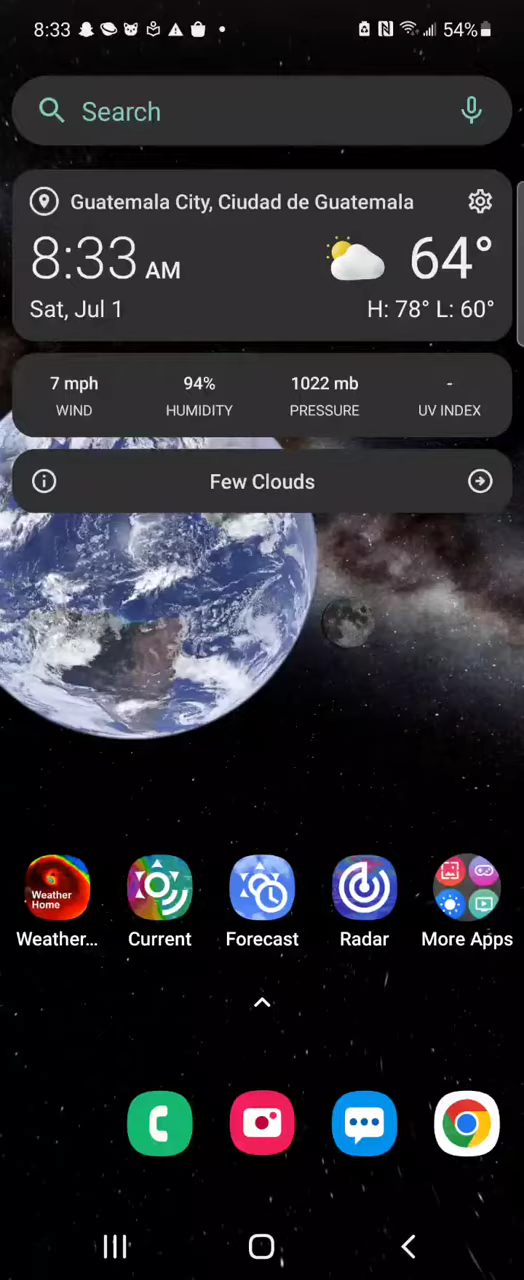 8:33 54%
Search
Guatemala City, Ciudad de Guatemala
8:33 AM 64°
Sat, Jul 1 H: 78° L: 60°
7 mph 94% 1022 mb -
WIND HUMIDITY PRESSURE UV INDEX
Few Clouds
Weather Home
Weather... Current Forecast Radar More Apps